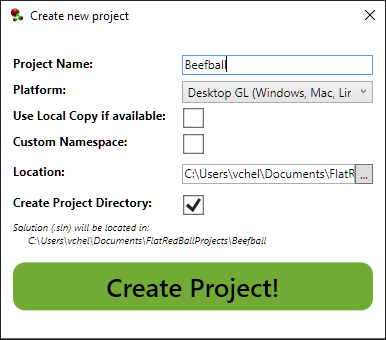 Create new project
Project Name: Beefball
Platform: Desktop GL (Windows, Mac, Lir
Use Local Copy if available:
Custom Namespace:
Location: C:\Users\vchel\Documents\FlatRe ...
Create Project Directory:
Solution (.sln) will be located in:
C:\Users\vchel\Documents\FlatRedBallProjects\Beefball
Create Project!